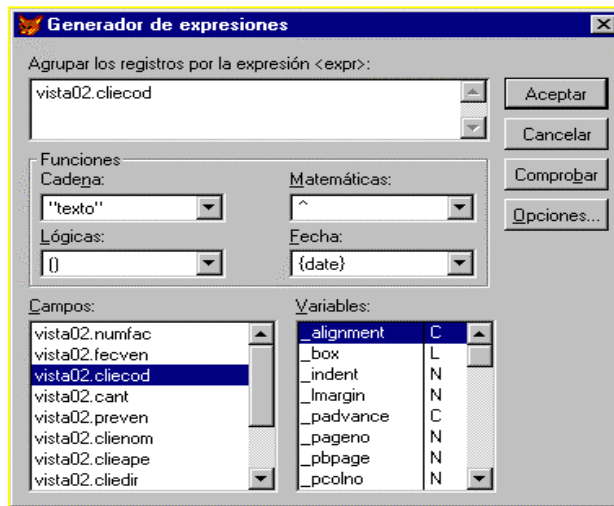 Generador de expresiones
Agrupar los registros por la expresión <expr>:
vista02.cliecod
Aceptar
Cancelar
Comprobar
Opciones...
Funciones
Cadena: Matemáticas:
"texto" ^
Lógicas: Fecha:
() {date}
Campos: Variables:
vista02.numfac _alignment C
vista02.fecven _box L
vista02.cliecod _indent N
vista02.cant _lmargin N
vista02.preven _padvance C
vista02.clienom _pageno N
vista02.clieape _pbpage N
vista02.cliedir _pcolno N